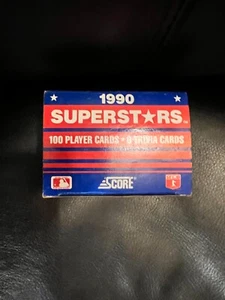 1990
SUPERST★RS
100 PLAYER CARDS • 6 TRIVIA CARDS
SCORE